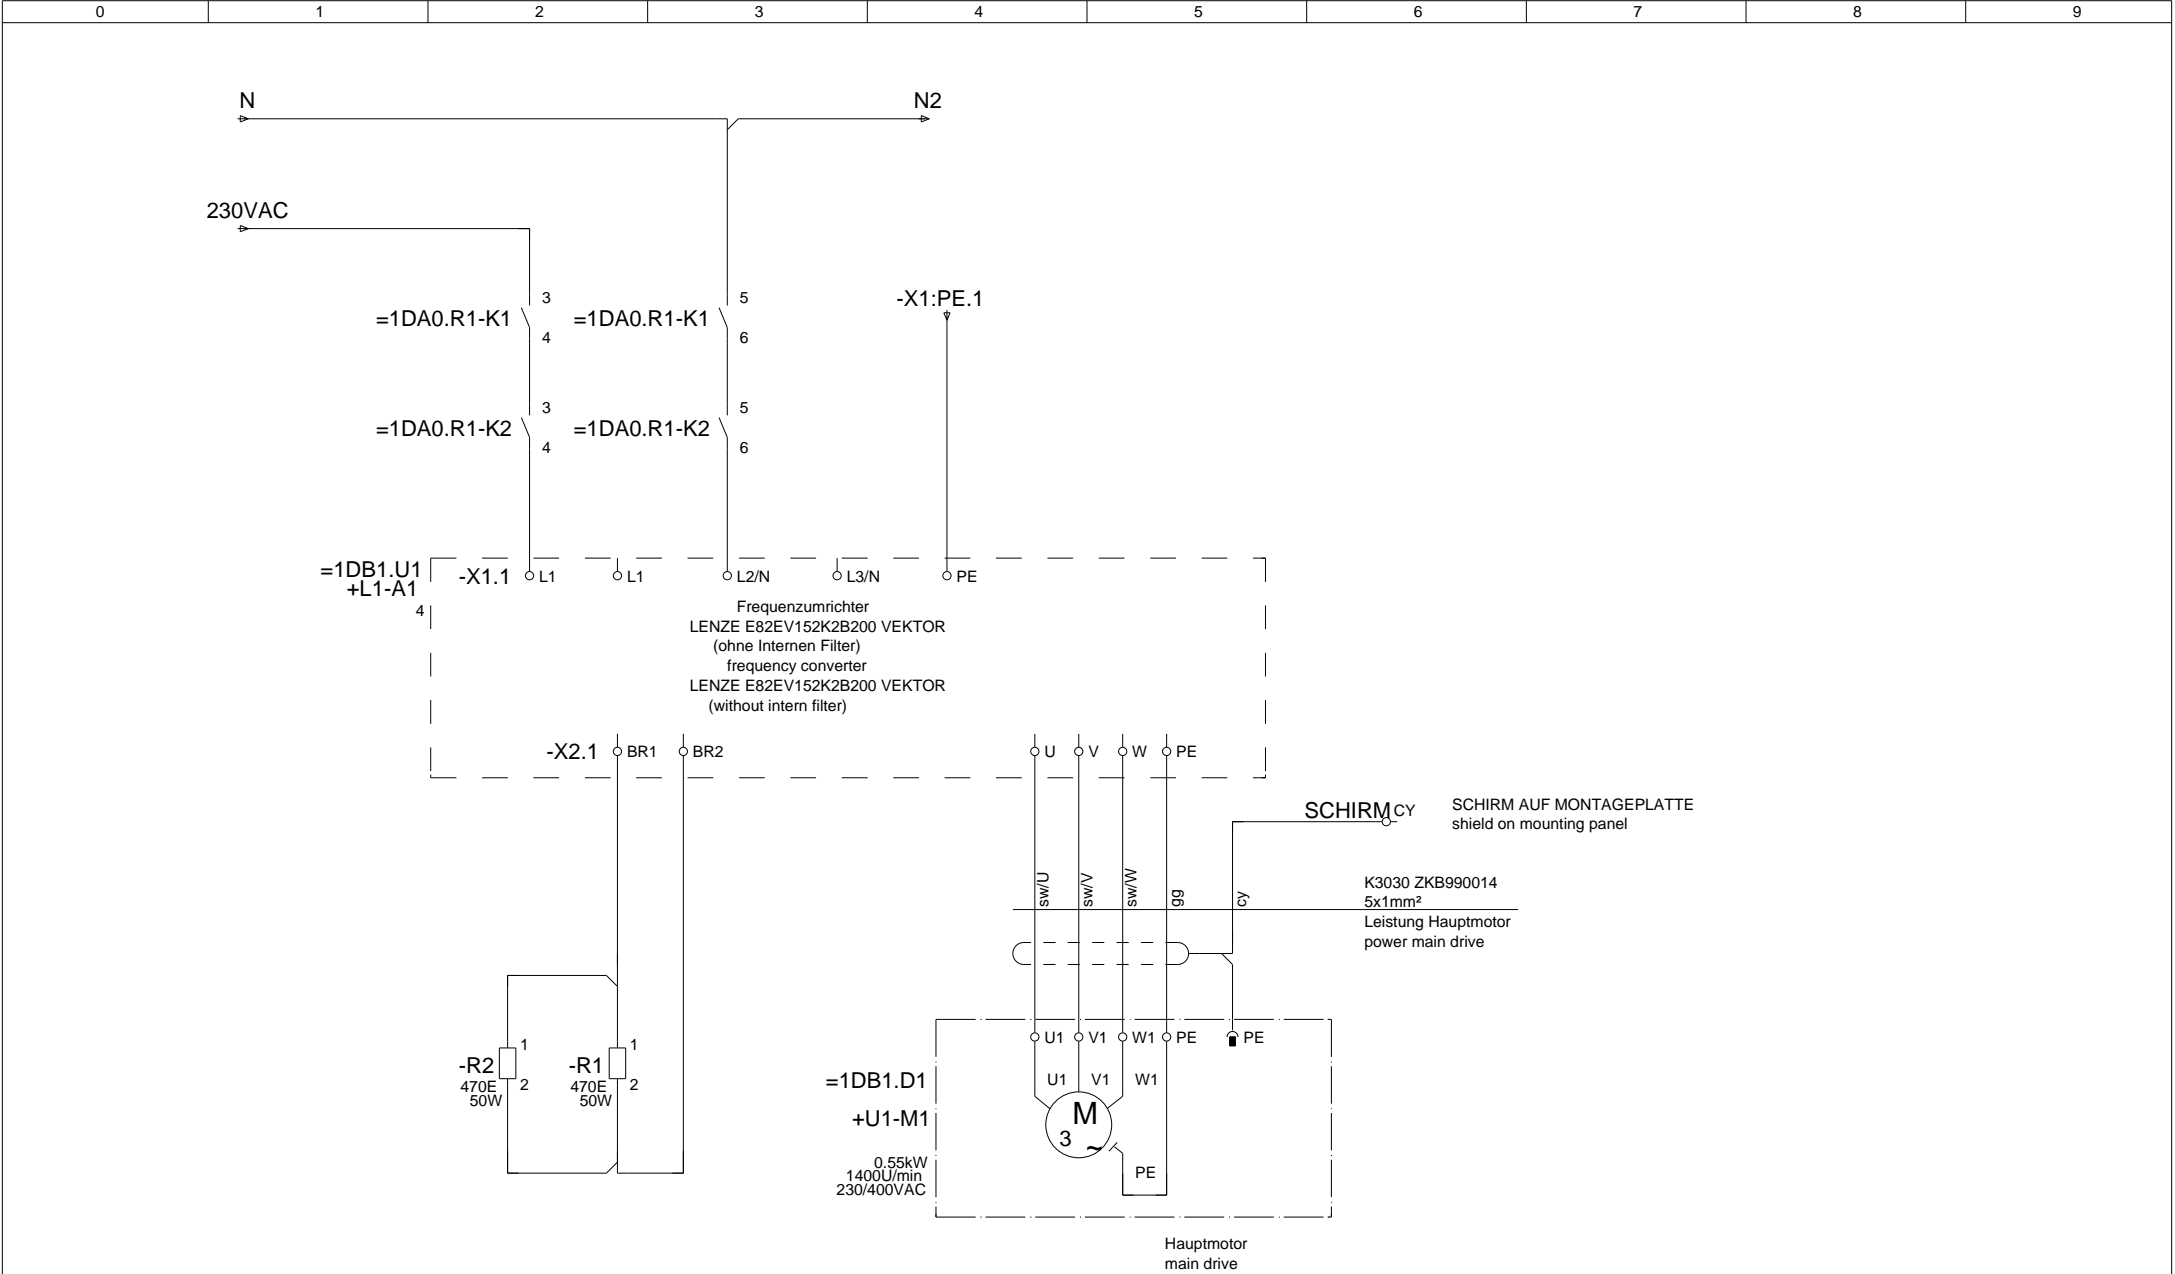 0 1 2 3 4 5 6 7 8 9
N N2
230VAC
-X1:PE.1
3 5
=1DA0.R1-K1 =1DA0.R1-K1
4 6
3 5
=1DA0.R1-K2 =1DA0.R1-K2
4 6
=1DB1.U1
+L1-A1
4
-X1.1 L1 L1 L2/N L3/N PE
Frequenzumrichter
LENZE E82EV152K2B200 VEKTOR
(ohne Internen Filter)
frequency converter
LENZE E82EV152K2B200 VEKTOR
(without intern filter)
-X2.1 BR1 BR2 U V W PE
SCHIRM CY
SCHIRM AUF MONTAGEPLATTE
shield on mounting panel
sw/U sw/V sw/W gg cy
K3030 ZKB990014
5x1mm²
Leistung Hauptmotor
power main drive
U1 V1 W1 PE PE
1 1
-R2 -R1
2 2
470E 470E
50W 50W
=1DB1.D1
U1 V1 W1
+U1-M1
M
3 ~
0.55kW
1400U/min
230/400VAC
PE
Hauptmotor
main drive